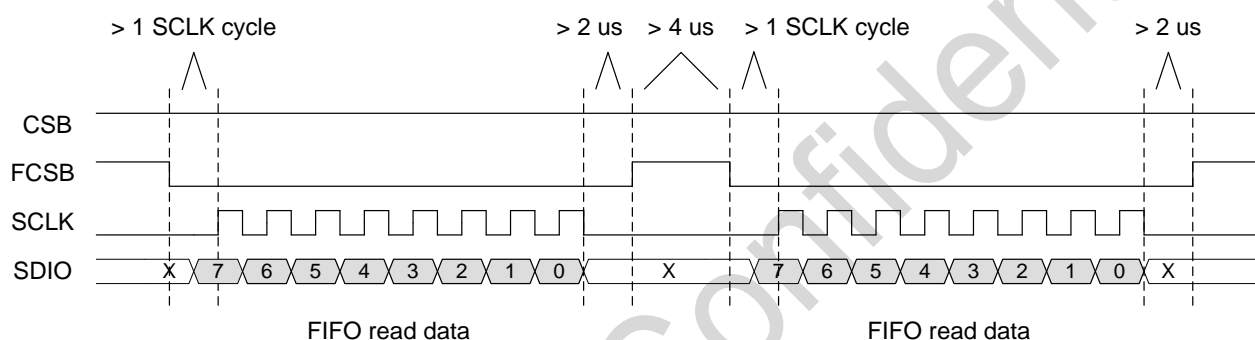 > 1 SCLK cycle > 2 us > 4 us > 1 SCLK cycle > 2 us
CSB
FCSB
SCLK
SDIO X 7 6 5 4 3 2 1 0 X 7 6 5 4 3 2 1 0 X
FIFO read data FIFO read data